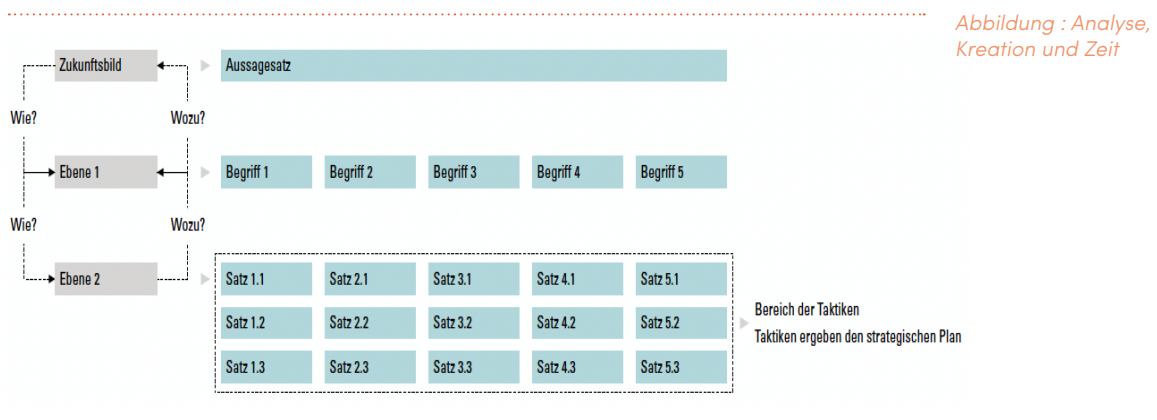 Abbildung : Analyse,
Kreation und Zeit
Zukunftsbild
Aussagesatz
Wie?
Wozu?
Ebene 1
Begriff 1
Begriff 2
Begriff 3
Begriff 4
Begriff 5
Wie?
Wozu?
Ebene 2
Satz 1.1
Satz 2.1
Satz 3.1
Satz 4.1
Satz 5.1
Satz 1.2
Satz 2.2
Satz 3.2
Satz 4.2
Satz 5.2
Satz 1.3
Satz 2.3
Satz 3.3
Satz 4.3
Satz 5.3
Bereich der Taktiken
Taktiken ergeben den strategischen Plan